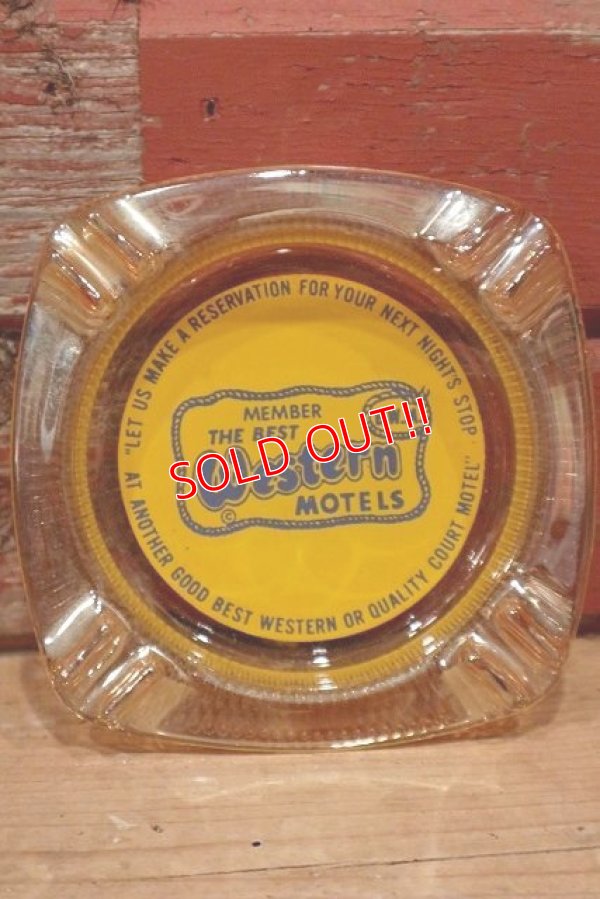 "LET US MAKE A RESERVATION FOR YOUR NEXT NIGHTS STOP
AT ANOTHER GOOD BEST WESTERN OR QUALITY COURT MOTEL"
MEMBER
THE BEST
Western
MOTELS
©
SOLD OUT!!